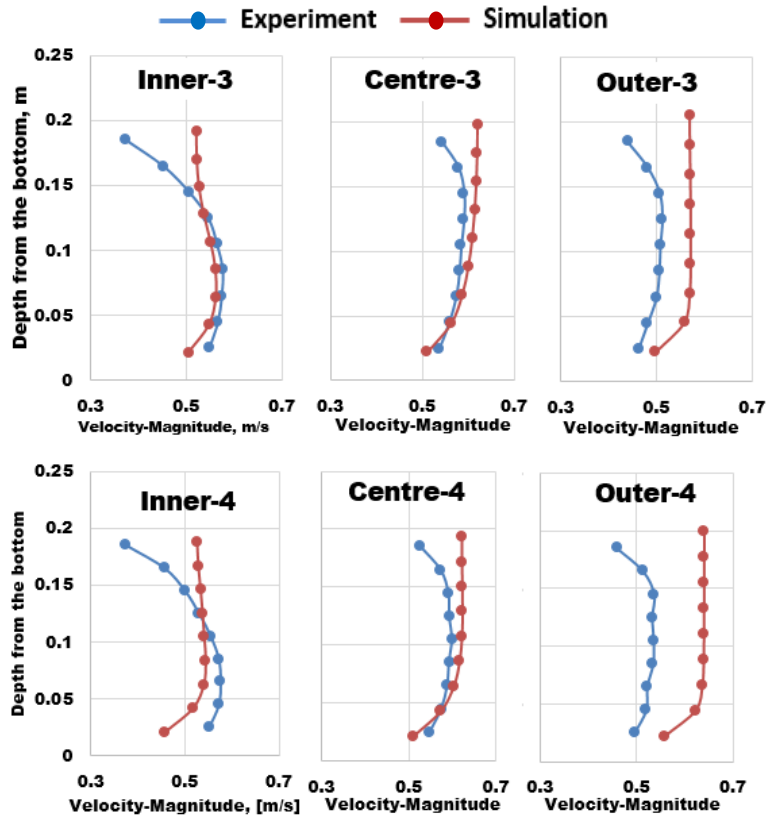 Experiment Simulation
0.25
0.2
0.15
0.1
0.05
0
Depth from the bottom, m
Inner-3
Centre-3
Outer-3
0.3 0.5 0.7
0.3 0.5 0.7
0.3 0.5 0.7
Velocity-Magnitude, m/s
Velocity-Magnitude
Velocity-Magnitude
0.25
0.2
0.15
0.1
0.05
0
Depth from the bottom
Inner-4
Centre-4
Outer-4
0.3 0.5 0.7
0.3 0.5 0.7
0.3 0.5 0.7
Velocity-Magnitude, [m/s]
Velocity-Magnitude
Velocity-Magnitude